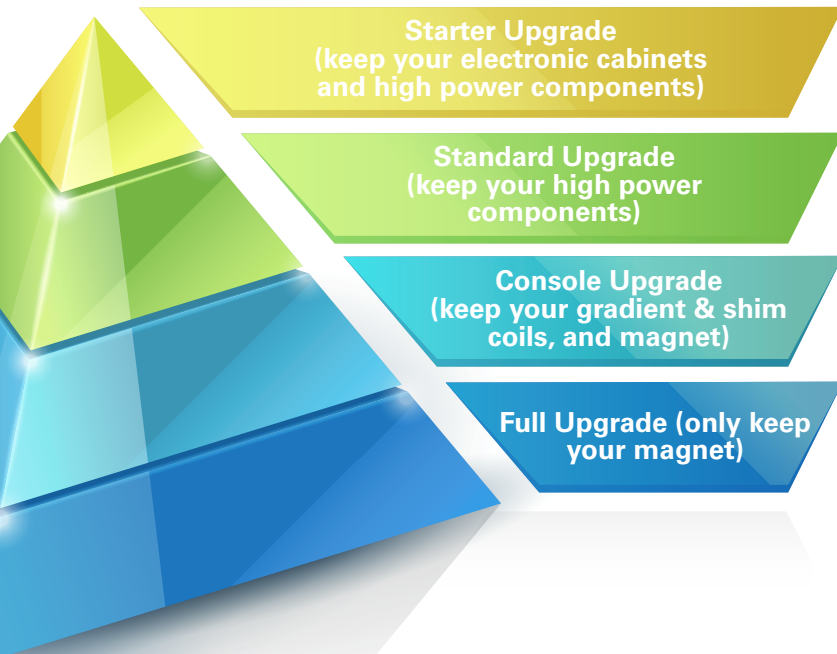 Starter Upgrade
(keep your electronic cabinets
and high power components)
Standard Upgrade
(keep your high power
components)
Console Upgrade
(keep your gradient & shim
coils, and magnet)
Full Upgrade (only keep
your magnet)